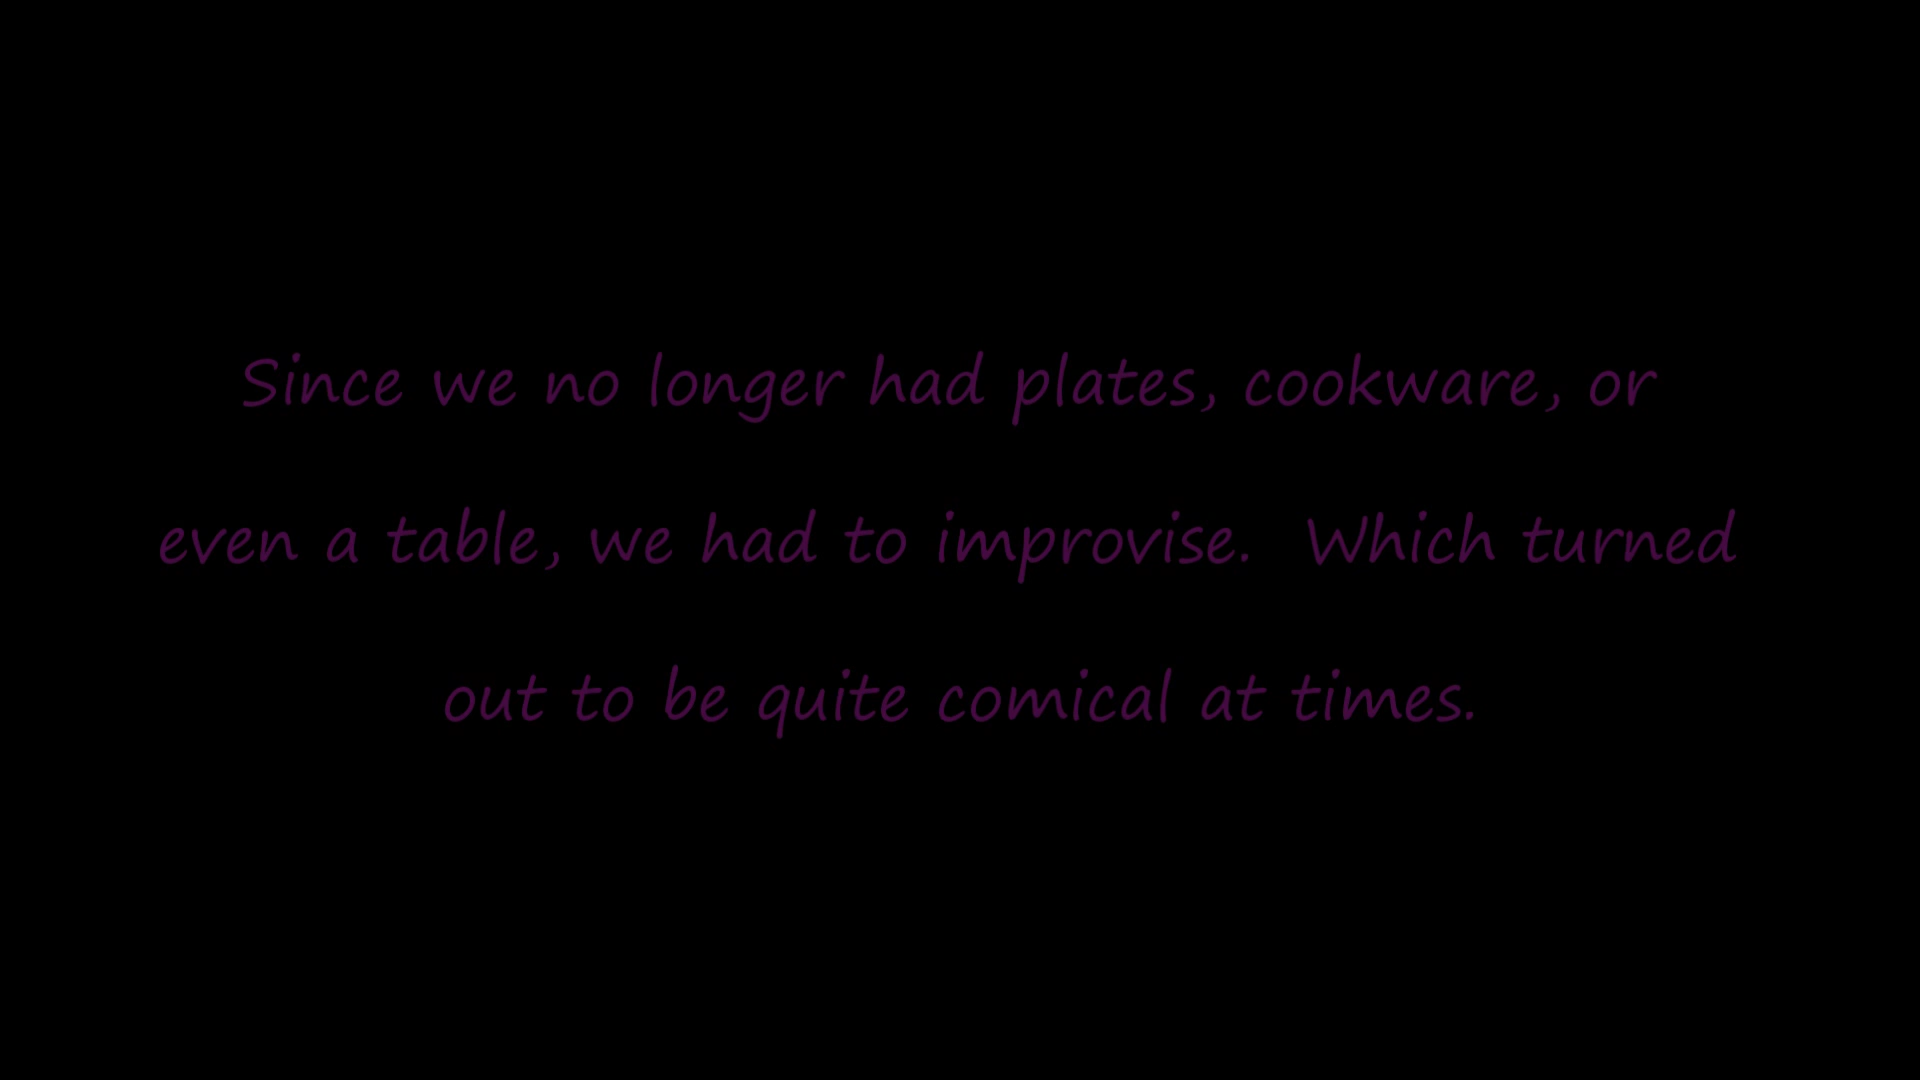 Since we no longer had plates, cookware, or
even a table, we had to improvise.  Which turned
out to be quite comical at times.